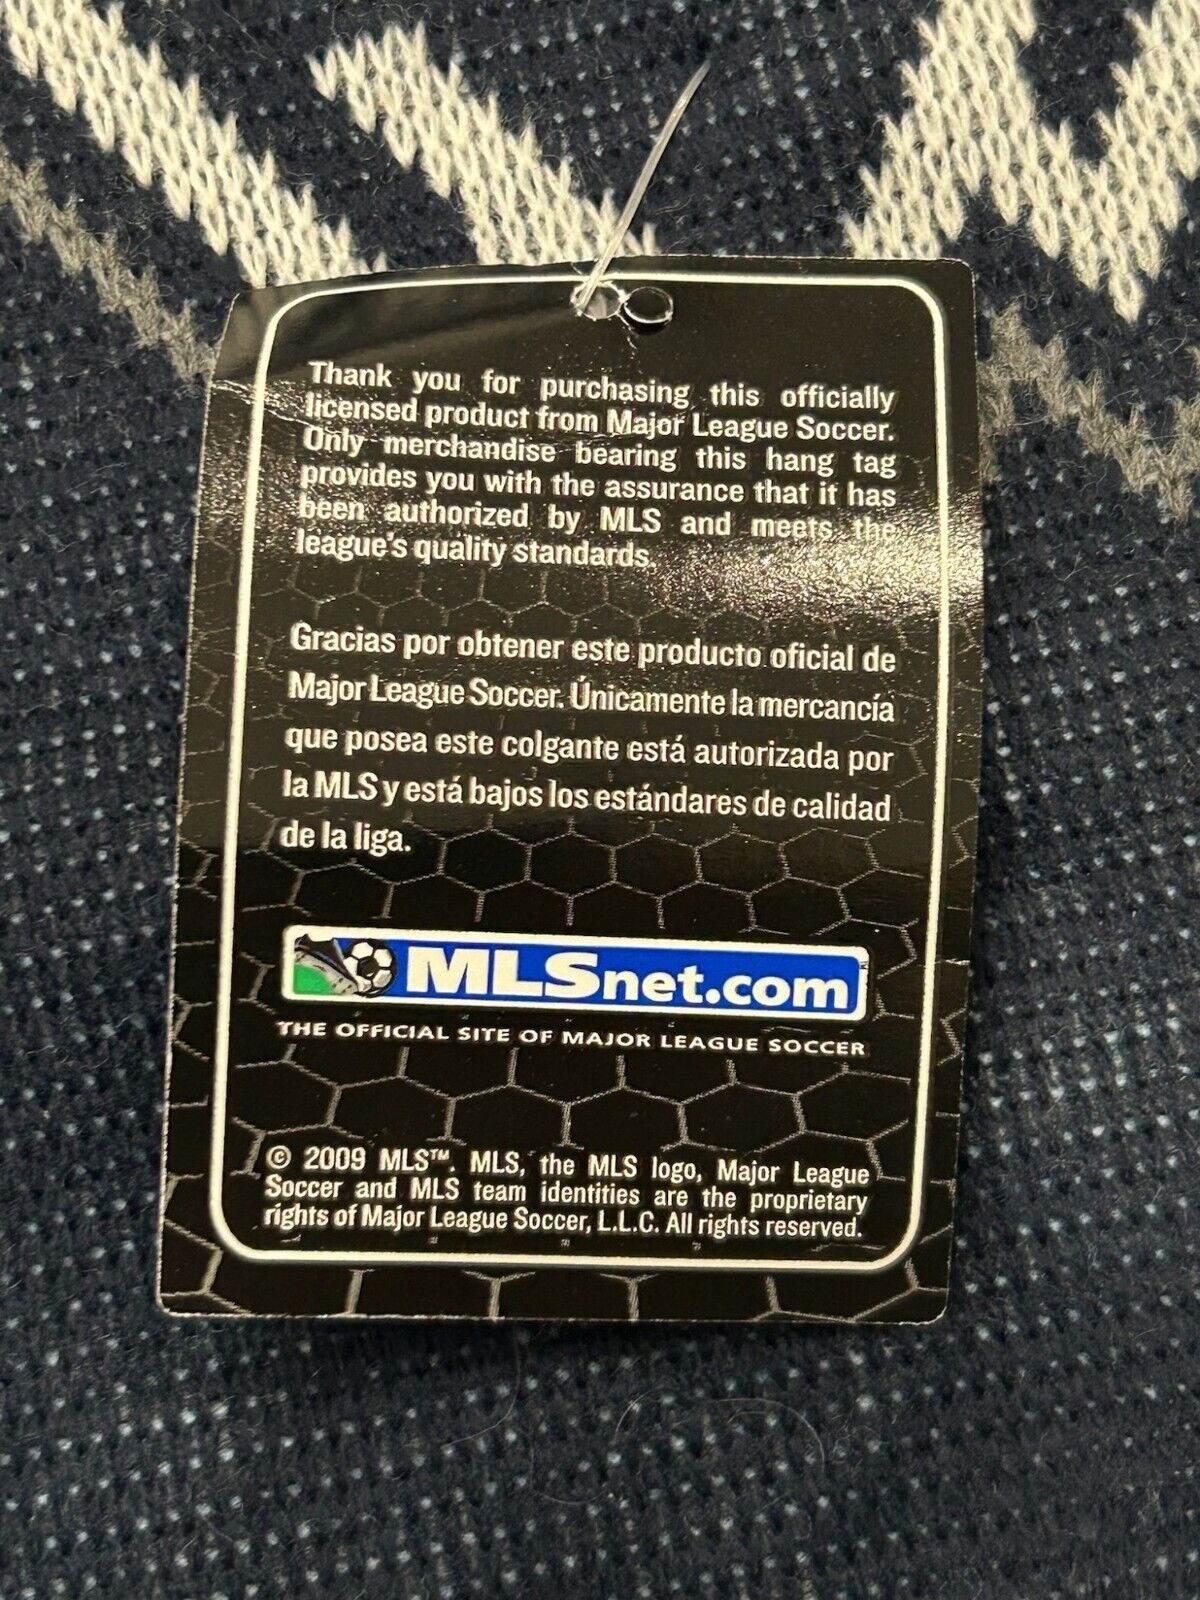 Thank you for purchasing this officially
licensed product from Major League Soccer.
Only merchandise bearing this hang tag
provides you with the assurance that it has
been authorized by MLS and meets the
league's quality standards.
Gracias por obtener este producto oficial de
Major League Soccer. Únicamente la mercancía
que posea este colgante está autorizada por
la MLS y está bajos los estándares de calidad
de la liga.
MLSnet.com
THE OFFICIAL SITE OF MAJOR LEAGUE SOCCER
© 2009 MLS™. MLS, the MLS logo, Major League
Soccer and MLS team identities are the proprietary
rights of Major League Soccer, L.L.C. All rights reserved.